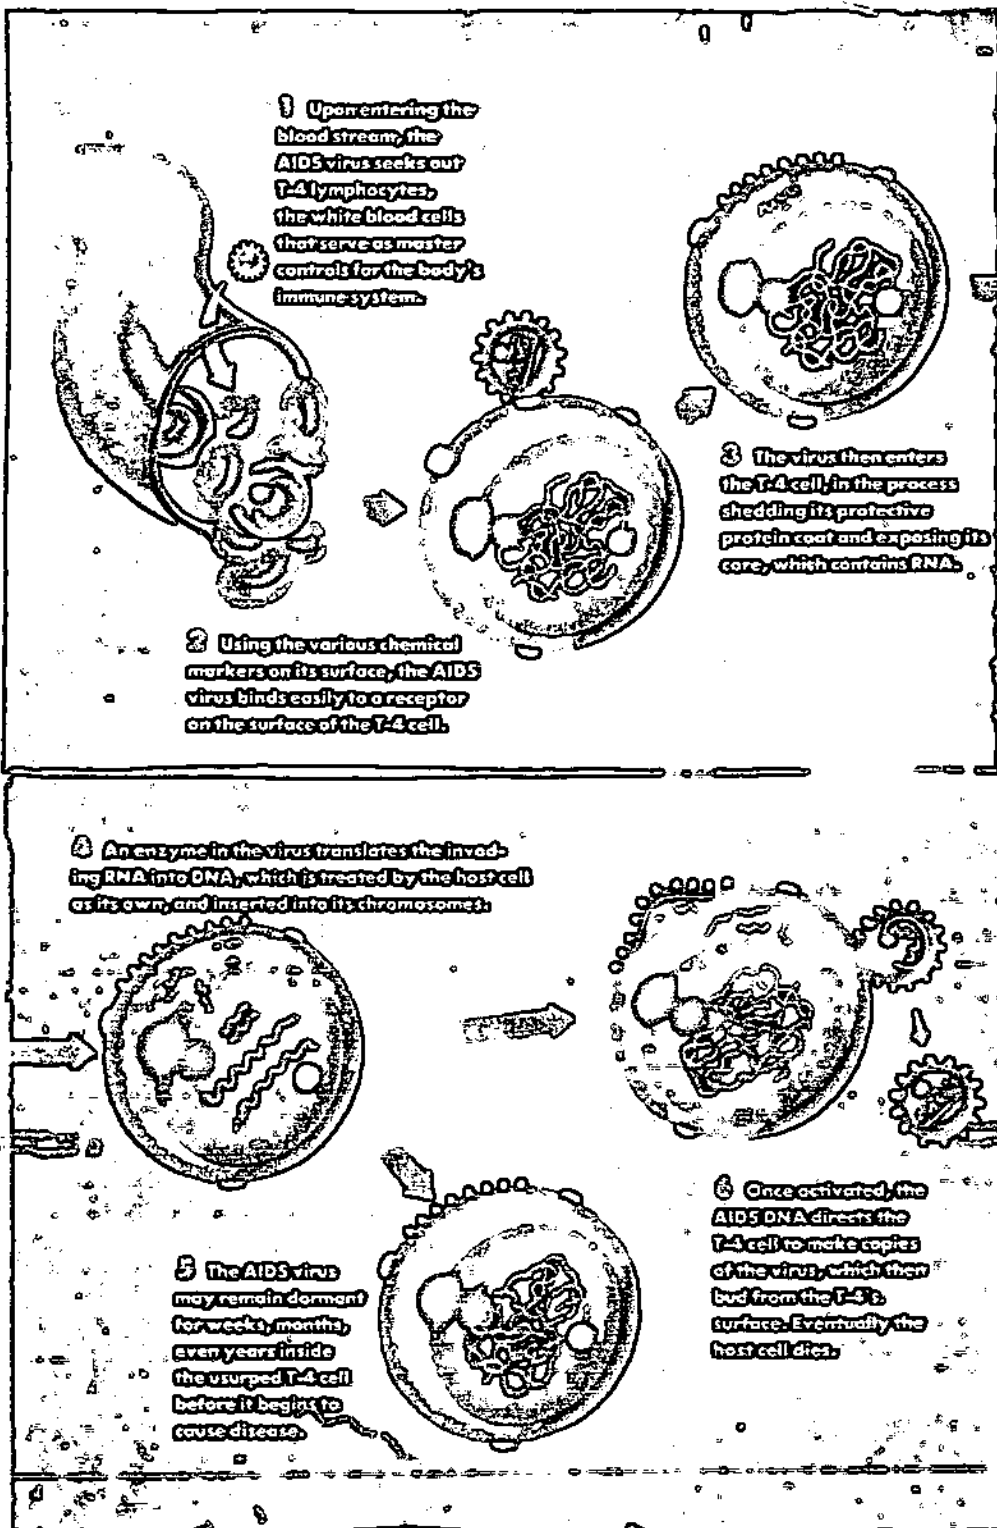 1 Upon entering the
blood stream, the
AIDS virus seeks out
T-4 lymphocytes,
the white blood cells
that serve as master
controls for the body's
immune system.
2 Using the various chemical
markers on its surface, the AIDS
virus binds easily to a receptor
on the surface of the T-4 cell.
3 The virus then enters
the T-4 cell, in the process
shedding its protective
protein coat and exposing its
core, which contains RNA.
4 An enzyme in the virus translates the invad-
ing RNA into DNA, which is treated by the host cell
as its own, and inserted into its chromosomes.
5 The AIDS virus
may remain dormant
for weeks, months,
even years inside
the usurped T-4 cell
before it begins to
cause disease.
6 Once activated, the
AIDS DNA directs the
T-4 cell to make copies
of the virus, which then
bud from the T-4's
surface. Eventually the
host cell dies.